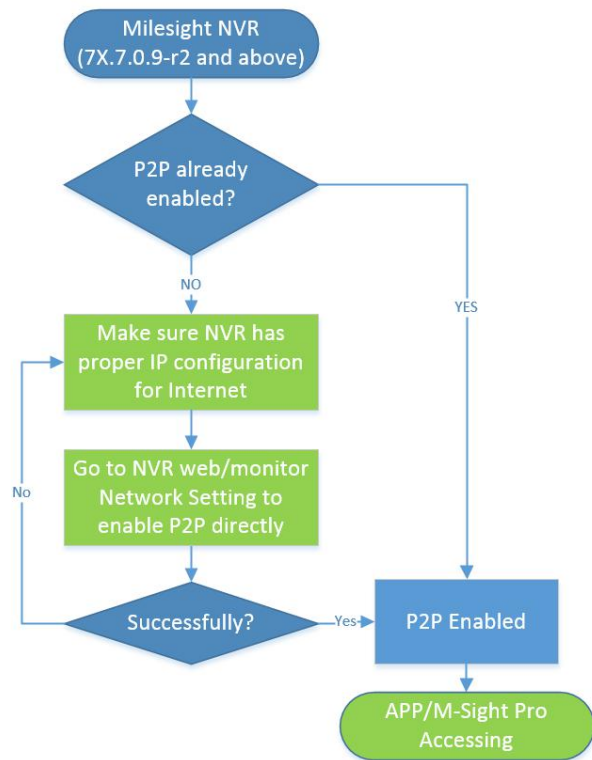 Milesight NVR
(7X.7.0.9-r2 and above)
P2P already
enabled?
NO
YES
Make sure NVR has
proper IP configuration
for Internet
Go to NVR web/monitor
Network Setting to
enable P2P directly
No
Successfully?
Yes
P2P Enabled
APP/M-Sight Pro
Accessing